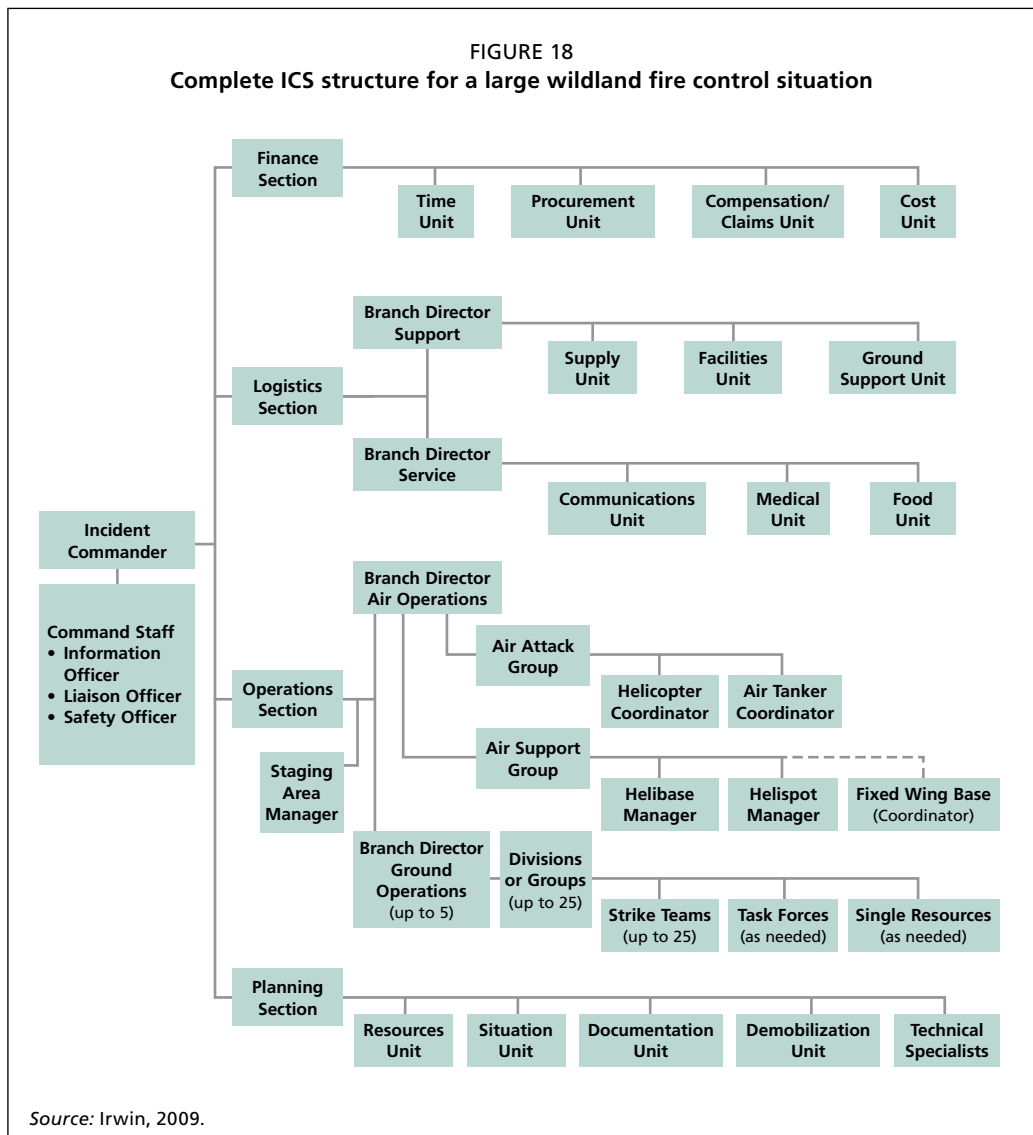 FIGURE 18
Complete ICS structure for a large wildland fire control situation
Finance
Section
Time
Unit
Procurement
Unit
Compensation/
Claims Unit
Cost
Unit
Branch Director
Support
Supply
Unit
Facilities
Unit
Ground
Support Unit
Logistics
Section
Branch Director
Service
Communications
Unit
Medical
Unit
Food
Unit
Incident
Commander
Command Staff
• Information
Officer
• Liaison Officer
• Safety Officer
Branch Director
Air Operations
Air Attack
Group
Helicopter
Coordinator
Air Tanker
Coordinator
Operations
Section
Staging
Area
Manager
Air Support
Group
Helibase
Manager
Helispot
Manager
Fixed Wing Base
(Coordinator)
Branch Director
Ground
Operations
(up to 5)
Divisions
or Groups
(up to 25)
Strike Teams
(up to 25)
Task Forces
(as needed)
Single Resources
(as needed)
Planning
Section
Resources
Unit
Situation
Unit
Documentation
Unit
Demobilization
Unit
Technical
Specialists
Source: Irwin, 2009.